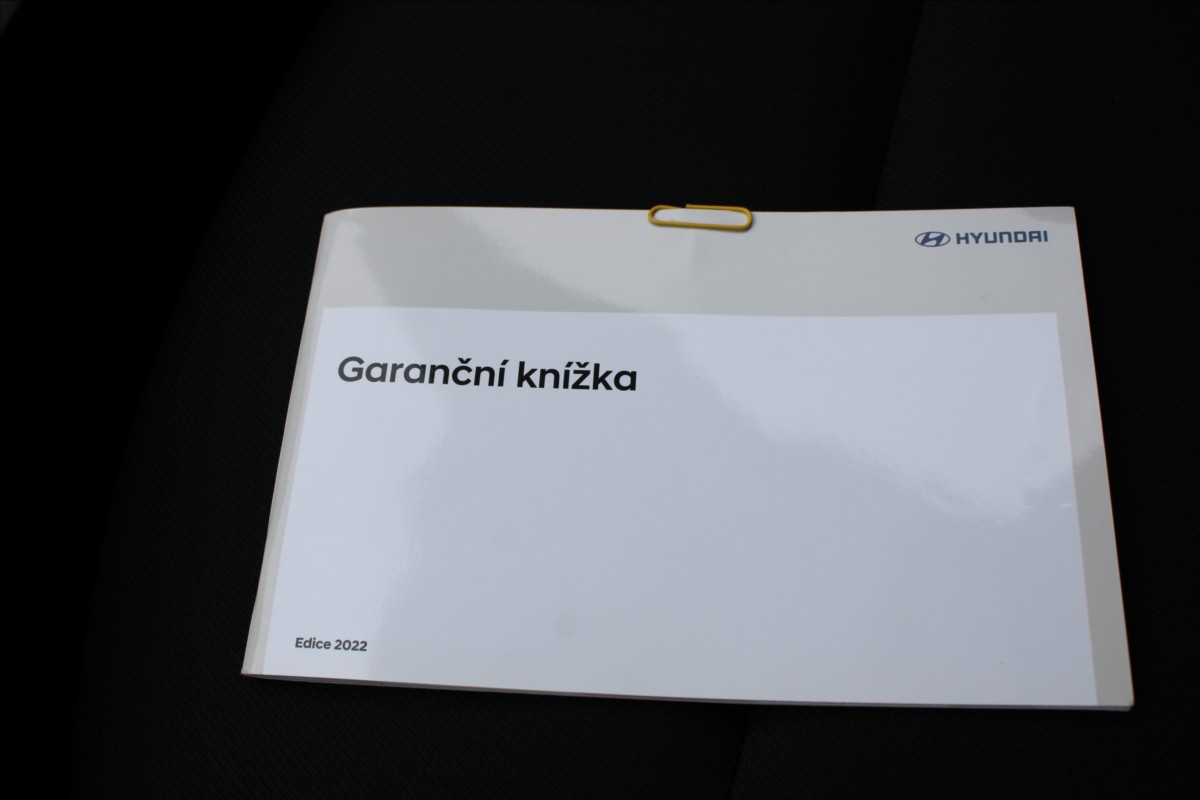 HYUNDAI
Garanční knížka
Edice 2022